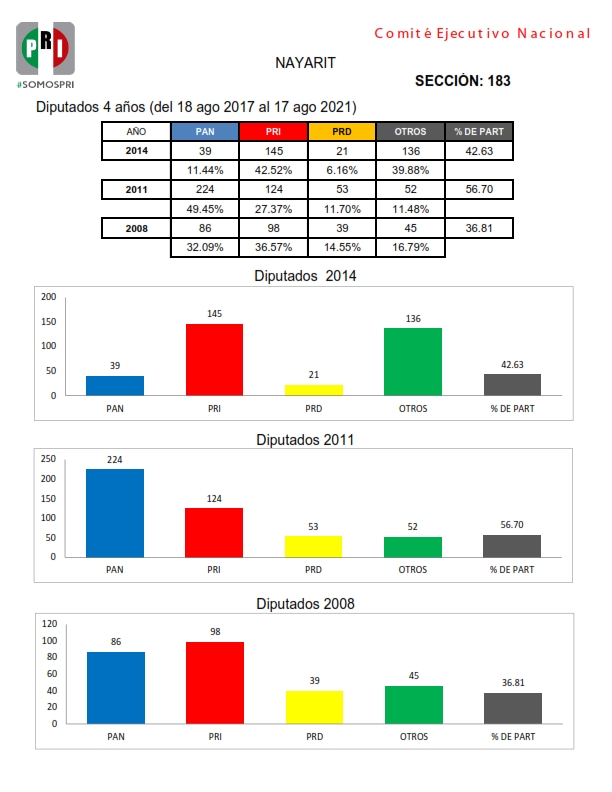 PRI
#SOMOSPRI
Comité Ejecutivo Nacional
NAYARIT
SECCIÓN: 183
Diputados 4 años (del 18 ago 2017 al 17 ago 2021)
AÑO PAN PRI PRD OTROS % DE PART
2014 39 145 21 136 42.63
11.44% 42.52% 6.16% 39.88%
2011 224 124 53 52 56.70
49.45% 27.37% 11.70% 11.48%
2008 86 98 39 45 36.81
32.09% 36.57% 14.55% 16.79%
Diputados 2014
200
150
100
50
0
39 145 21 136 42.63
PAN PRI PRD OTROS % DE PART
Diputados 2011
250
200
150
100
50
0
224 124 53 52 56.70
PAN PRI PRD OTROS % DE PART
Diputados 2008
120
100
80
60
40
20
0
86 98 39 45 36.81
PAN PRI PRD OTROS % DE PART